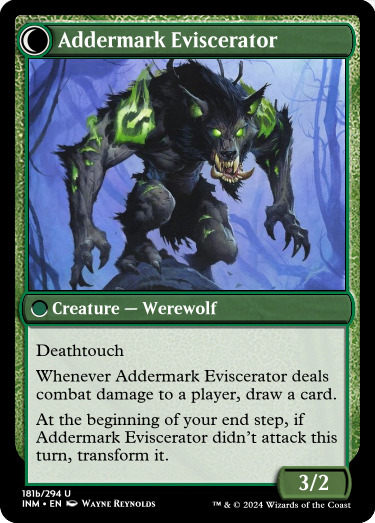 Addermark Eviscerator
Creature — Werewolf
Deathtouch
Whenever Addermark Eviscerator deals
combat damage to a player, draw a card.
At the beginning of your end step, if
Addermark Eviscerator didn't attack this
turn, transform it.
3/2
181b/294 U
INM • EN Wayne Reynolds
™ & © 2024 Wizards of the Coast